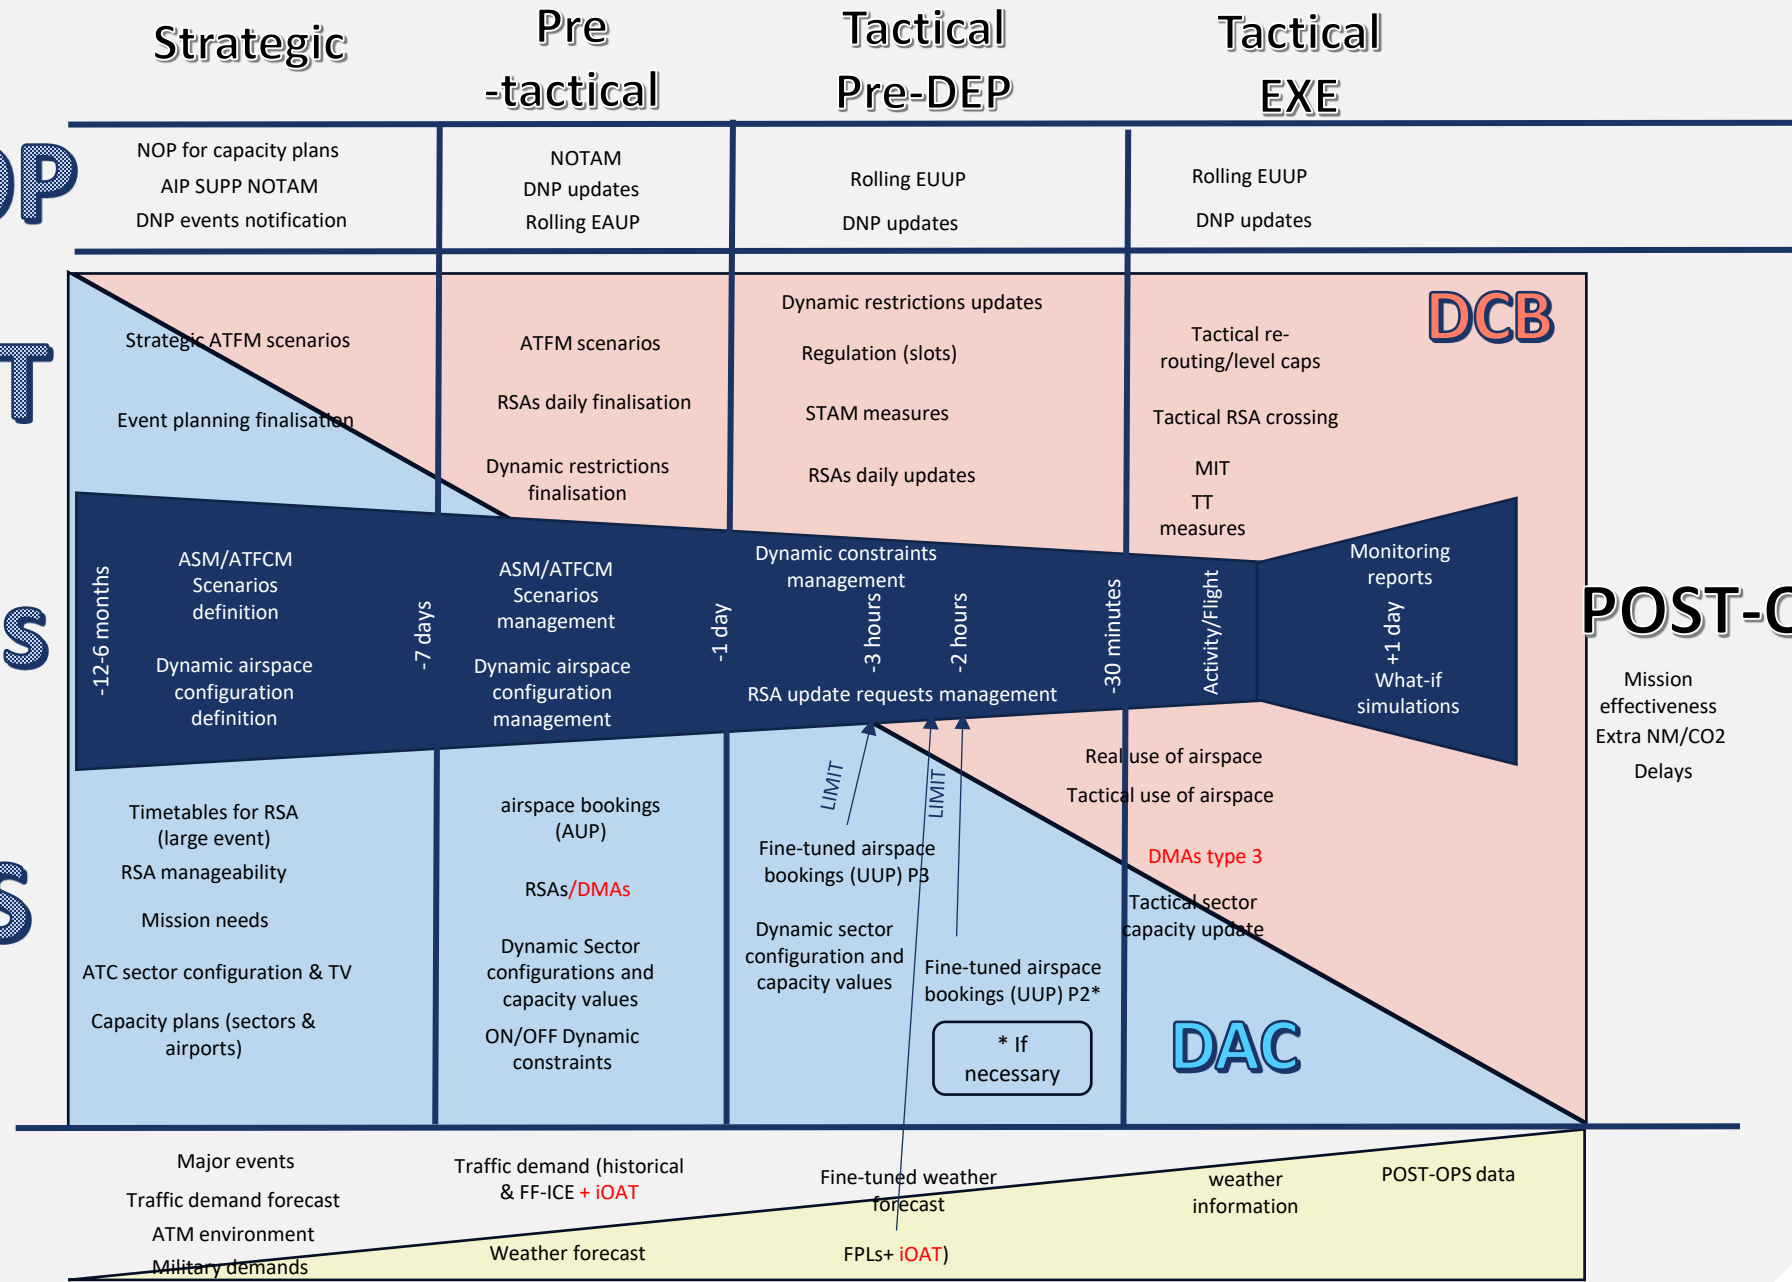 Strategic
Pre
-tactical
Tactical
Pre-DEP
Tactical
EXE
OP
NOP for capacity plans
AIP SUPP NOTAM
DNP events notification
NOTAM
DNP updates
Rolling EAUP
Rolling EUUP
DNP updates
Rolling EUUP
DNP updates
T
Strategic ATFM scenarios
Event planning finalisation
ATFM scenarios
RSAs daily finalisation
Dynamic restrictions
finalisation
Dynamic restrictions updates
Regulation (slots)
STAM measures
RSAs daily updates
DCB
Tactical re-
routing/level caps
Tactical RSA crossing
MIT
TT
measures
S
-12-6 months
ASM/ATFCM
Scenarios
definition
Dynamic airspace
configuration
definition
-7 days
ASM/ATFCM
Scenarios
management
Dynamic airspace
configuration
management
-1 day
Dynamic constraints
management
-3 hours
-2 hours
RSA update requests management
-30 minutes
Activity/Flight
Monitoring
reports
+1 day
What-if
simulations
POST-O
Mission
effectiveness
Extra NM/CO2
Delays
S
Timetables for RSA
(large event)
RSA manageability
Mission needs
ATC sector configuration & TV
Capacity plans (sectors &
airports)
airspace bookings
(AUP)
RSAs/DMAs
Dynamic Sector
configurations and
capacity values
ON/OFF Dynamic
constraints
LIMIT
LIMIT
Fine-tuned airspace
bookings (UUP) P3
Dynamic sector
configuration and
capacity values
Fine-tuned airspace
bookings (UUP) P2*
* If
necessary
Real use of airspace
Tactical use of airspace
DMAs type 3
Tactical sector
capacity update
DAC
Major events
Traffic demand forecast
ATM environment
Military demands
Traffic demand (historical
& FF-ICE + iOAT
Weather forecast
Fine-tuned weather
forecast
FPLs+ iOAT)
weather
information
POST-OPS data